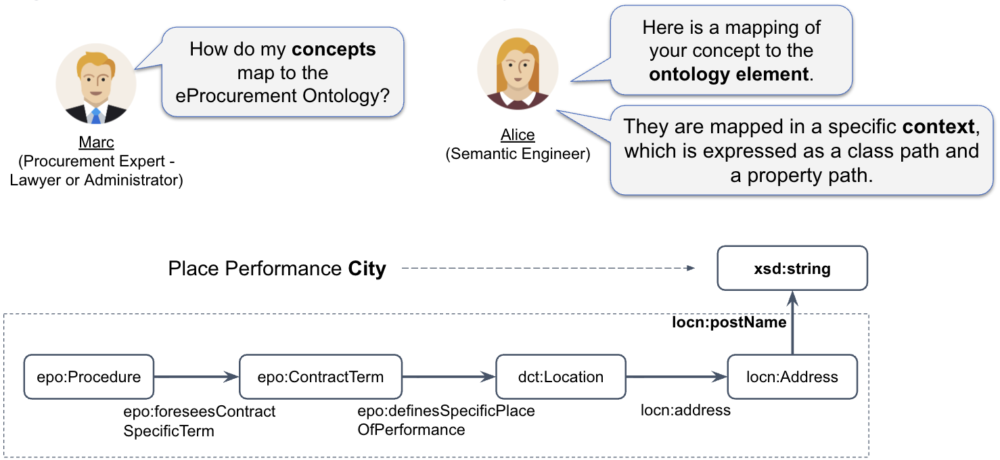 How do my concepts
map to the
eProcurement Ontology?
Marc
(Procurement Expert -
Lawyer or Administrator)
Here is a mapping of
your concept to the
ontology element.
Alice
(Semantic Engineer)
They are mapped in a specific context,
which is expressed as a class path and
a property path.
Place Performance City
xsd:string
locn:postName
epo:Procedure
epo:foreseesContract
SpecificTerm
epo:ContractTerm
epo:definesSpecificPlace
OfPerformance
dct:Location
locn:address
locn:Address